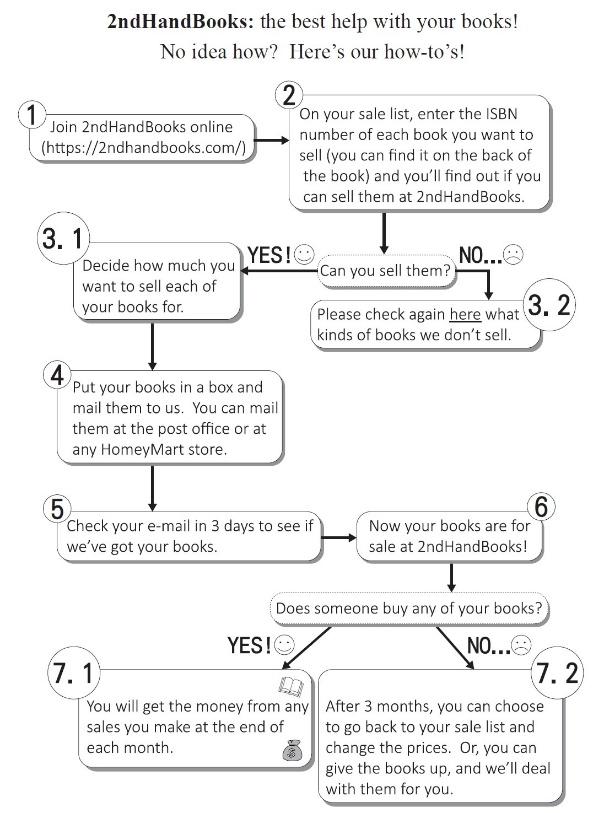 2ndHandBooks: the best help with your books!
No idea how? Here's our how-to's!
1
Join 2ndHandBooks online
(https://2ndhandbooks.com/)
2
On your sale list, enter the ISBN
number of each book you want to
sell (you can find it on the back of
the book) and you'll find out if you
can sell them at 2ndHandBooks.
Can you sell them?
YES!
NO...
3. 1
Decide how much you
want to sell each of
your books for.
3. 2
Please check again here what
kinds of books we don't sell.
4
Put your books in a box and
mail them to us. You can mail
them at the post office or at
any HomeyMart store.
5
Check your e-mail in 3 days to see if
we've got your books.
6
Now your books are for
sale at 2ndHandBooks!
Does someone buy any of your books?
YES!
NO...
7. 1
You will get the money from any
sales you make at the end of
each month.
7. 2
After 3 months, you can choose
to go back to your sale list and
change the prices. Or, you can
give the books up, and we'll deal
with them for you.